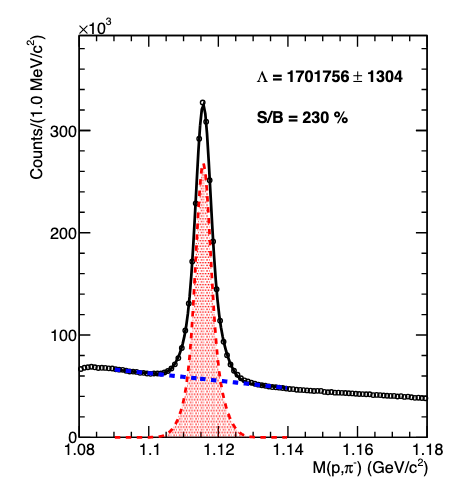 ×10³
Counts/(1.0 MeV/c²)
Λ = 1701756 ± 1304
S/B = 230 %
300
200
100
0
1.08 1.1 1.12 1.14 1.16 1.18
M(p,π⁻) (GeV/c²)